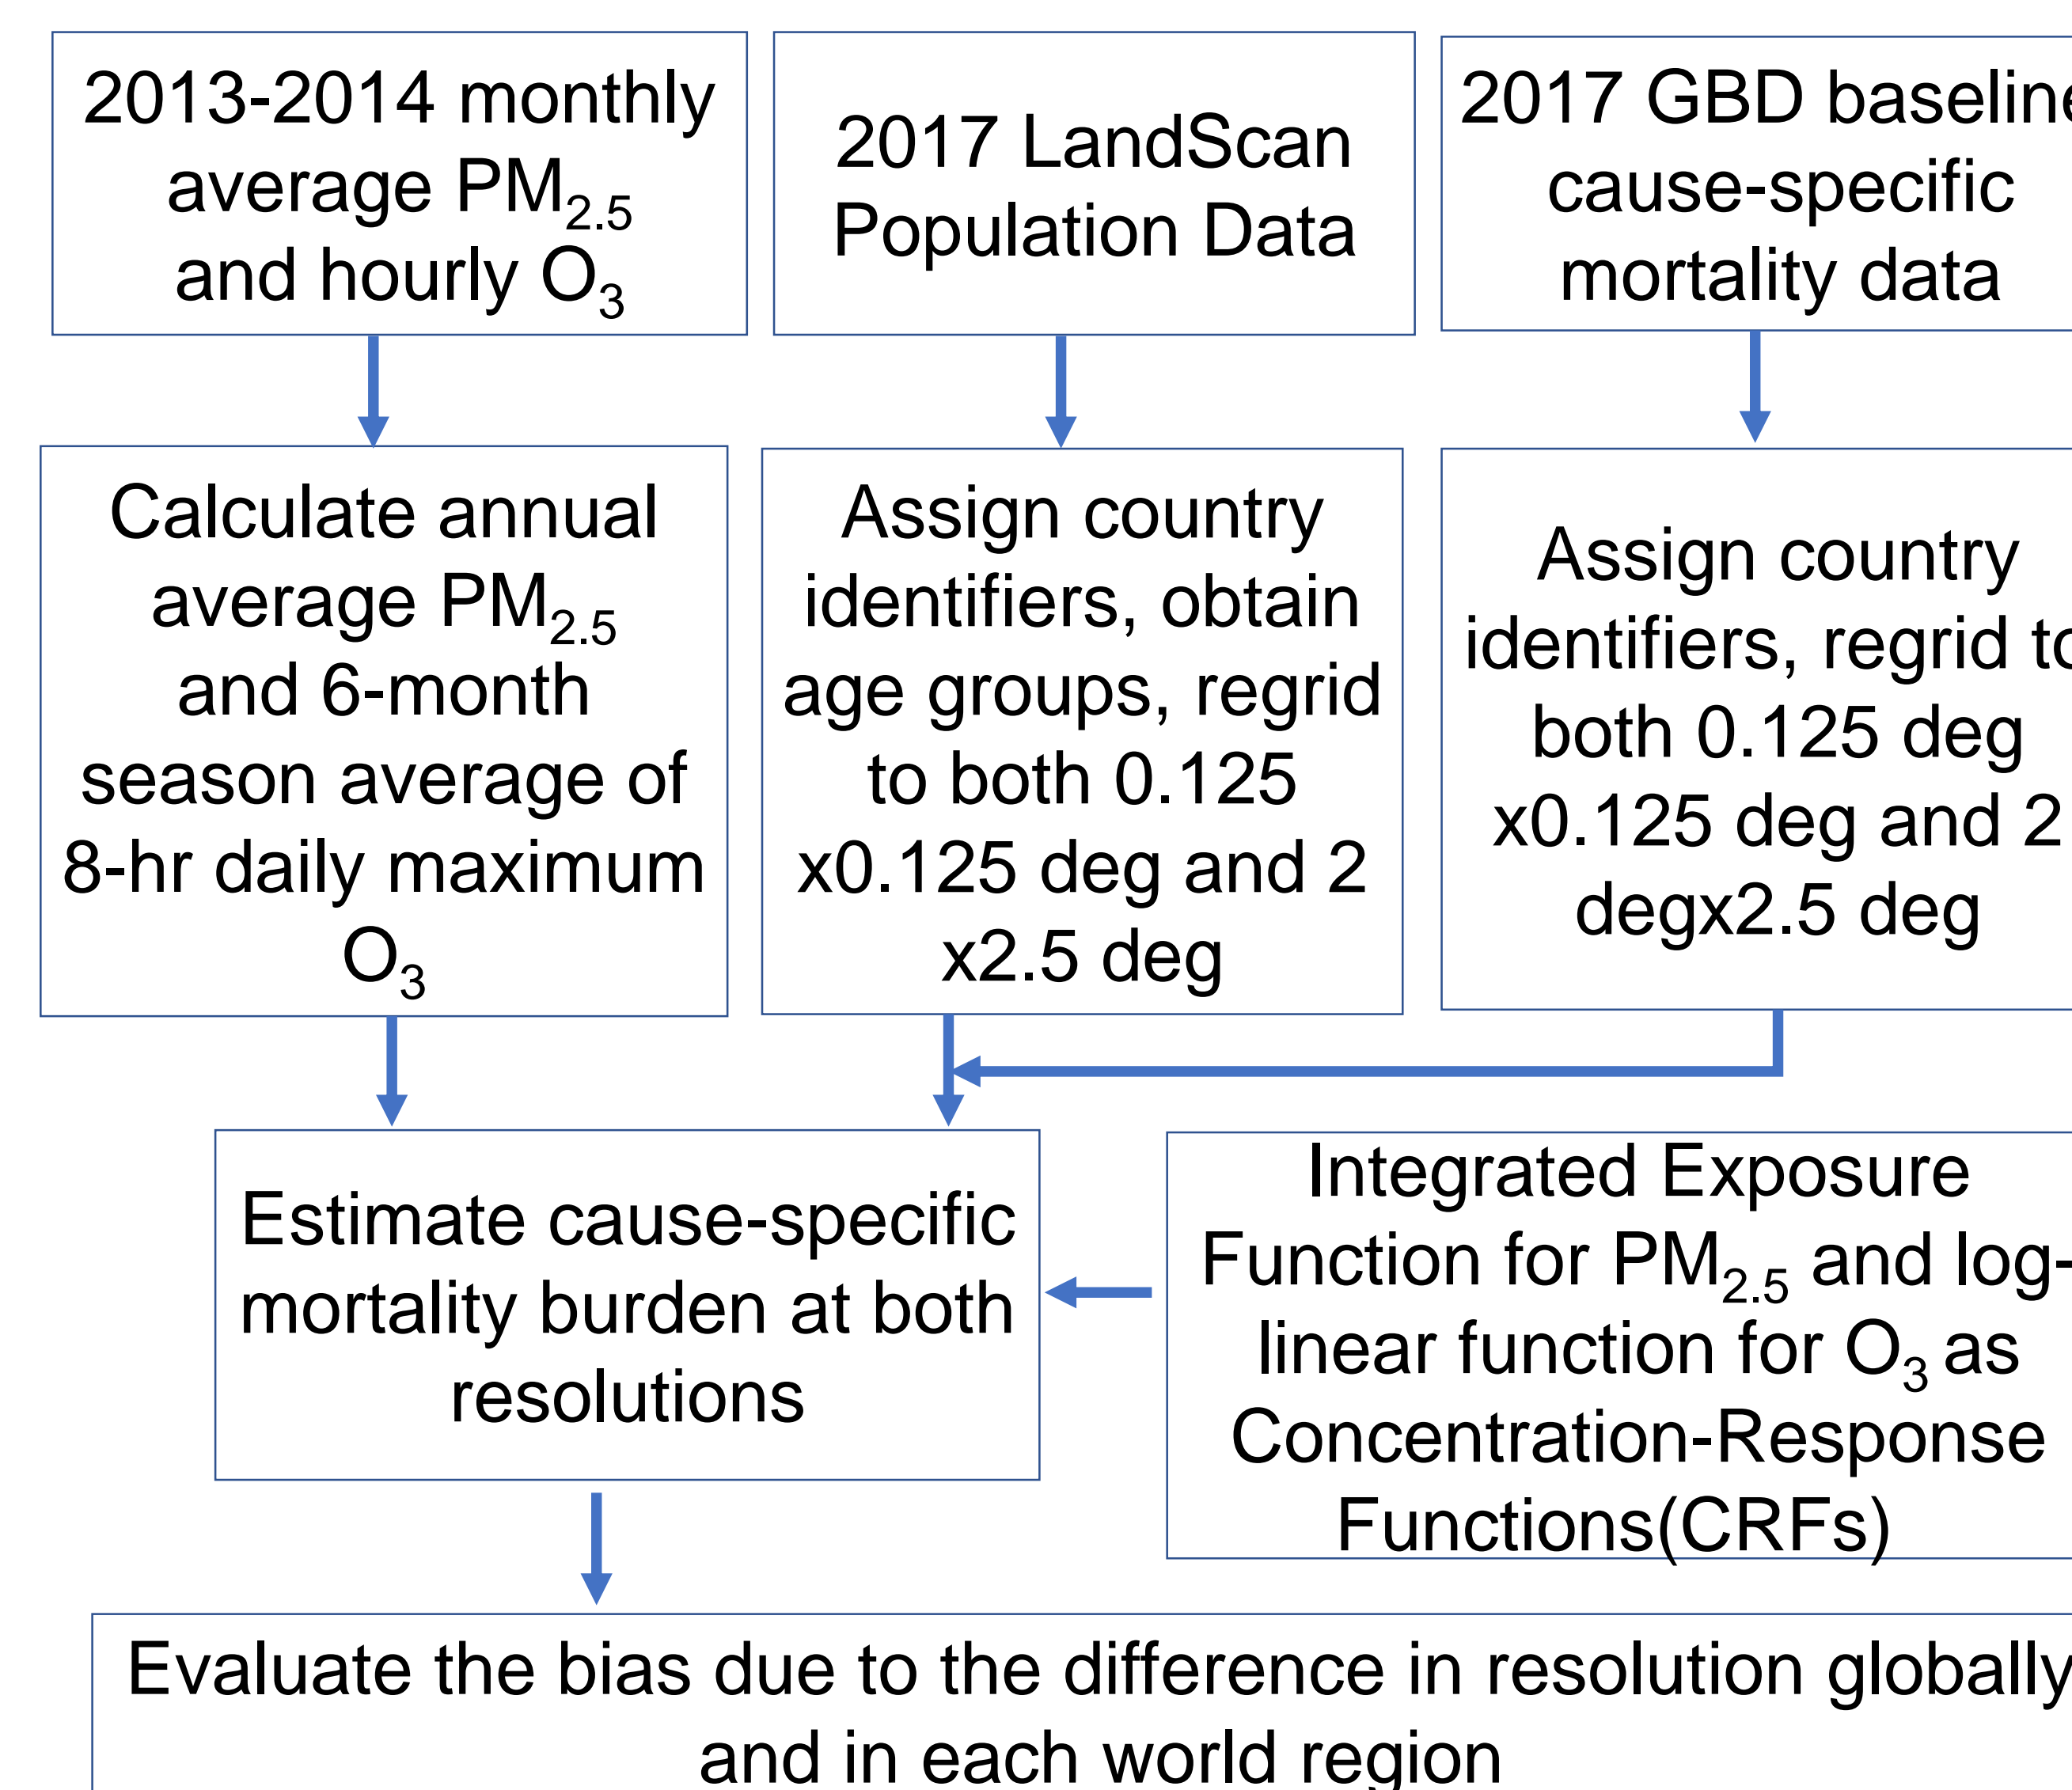 2013-2014 monthly
average PM2.5
and hourly O3
2017 LandScan
Population Data
2017 GBD baseline
cause-specific
mortality data
Calculate annual
average PM2.5
and 6-month
season average of
8-hr daily maximum
O3
Assign country
identifiers, obtain
age groups, regrid
to both 0.125
x0.125 deg and 2
x2.5 deg
Assign country
identifiers, regrid to
both 0.125 deg
x0.125 deg and 2
degx2.5 deg
Estimate cause-specific
mortality burden at both
resolutions
Integrated Exposure
Function for PM2.5 and log-
linear function for O3 as
Concentration-Response
Functions(CRFs)
Evaluate the bias due to the difference in resolution globally
and in each world region